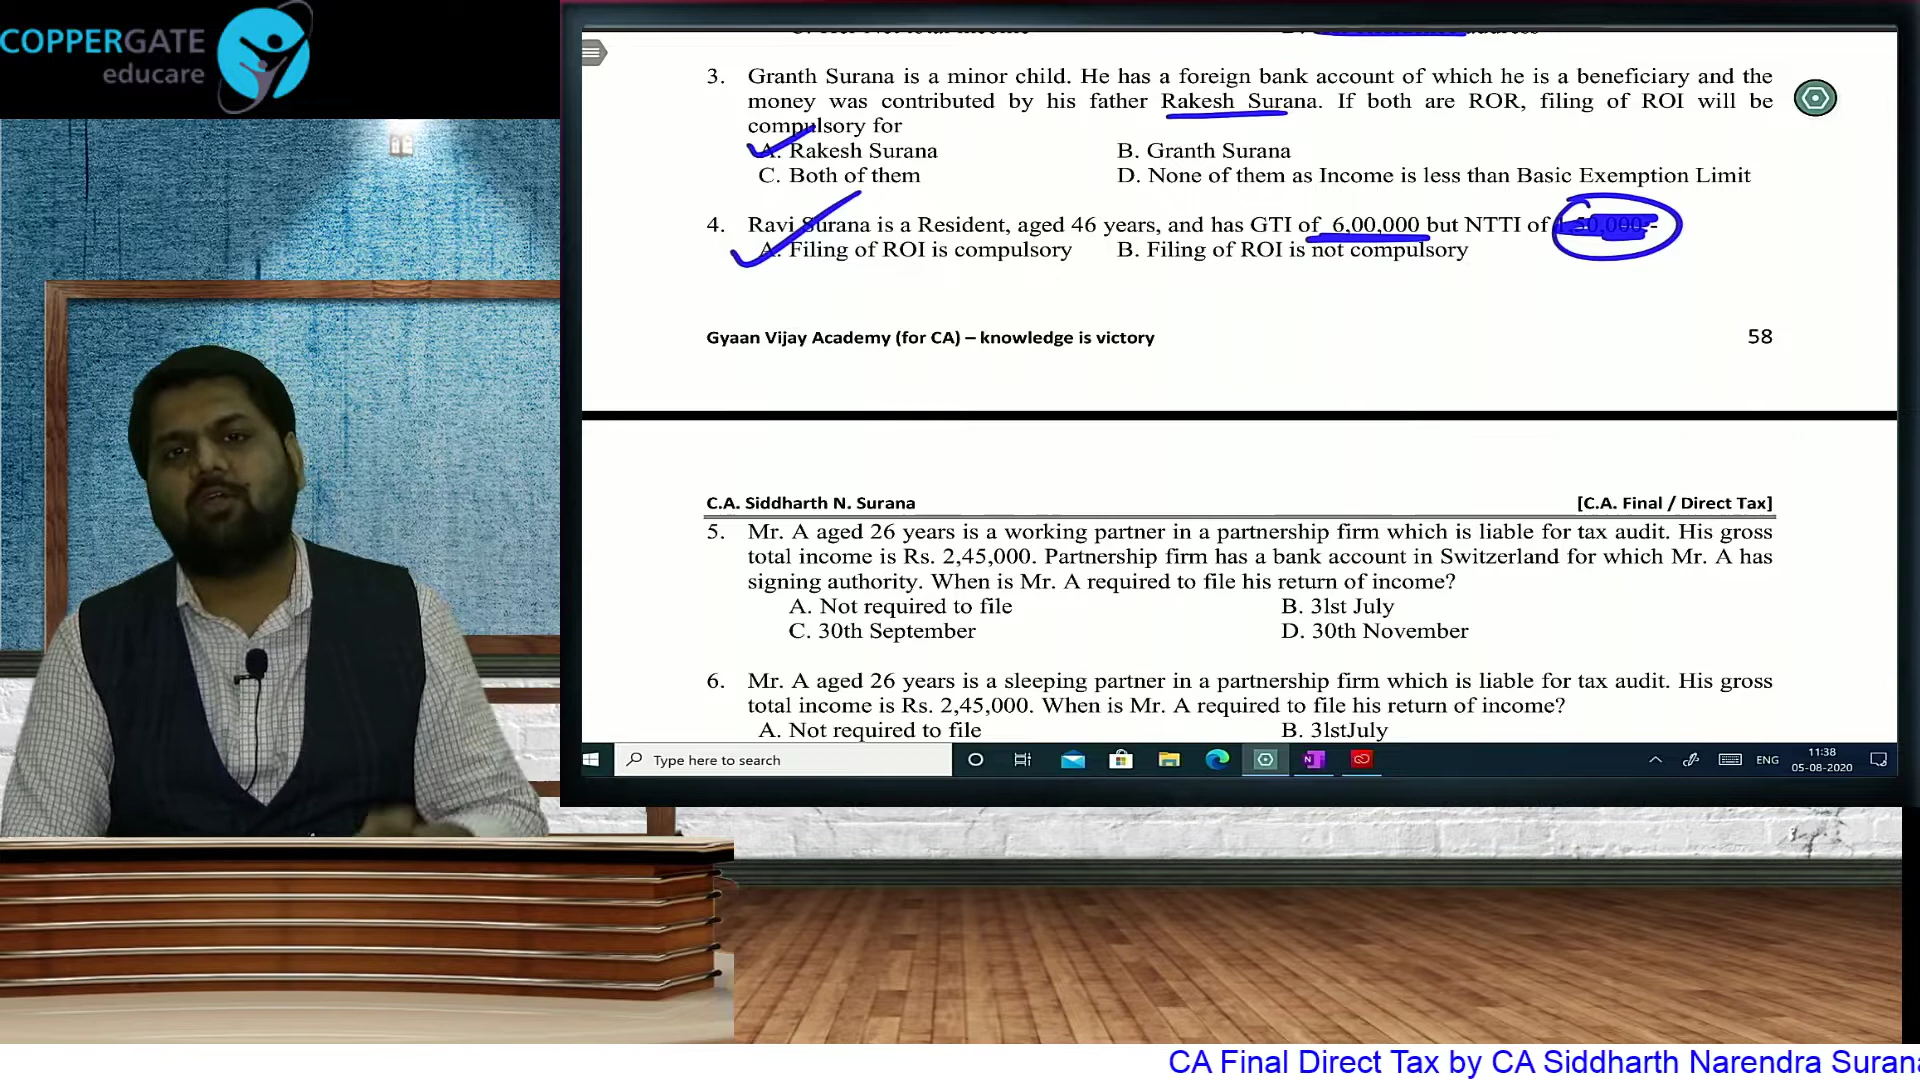 COPPERGATE
educare
3. Granth Surana is a minor child. He has a foreign bank account of which he is a beneficiary and the
money was contributed by his father Rakesh Surana. If both are ROR, filing of ROI will be
compulsory for
A. Rakesh Surana B. Granth Surana
C. Both of them D. None of them as Income is less than Basic Exemption Limit
4. Ravi Surana is a Resident, aged 46 years, and has GTI of 6,00,000 but NTTI of 1,50,000-
A. Filing of ROI is compulsory B. Filing of ROI is not compulsory
Gyaan Vijay Academy (for CA) – knowledge is victory 58
C.A. Siddharth N. Surana [C.A. Final / Direct Tax]
5. Mr. A aged 26 years is a working partner in a partnership firm which is liable for tax audit. His gross
total income is Rs. 2,45,000. Partnership firm has a bank account in Switzerland for which Mr. A has
signing authority. When is Mr. A required to file his return of income?
A. Not required to file B. 3lst July
C. 30th September D. 30th November
6. Mr. A aged 26 years is a sleeping partner in a partnership firm which is liable for tax audit. His gross
total income is Rs. 2,45,000. When is Mr. A required to file his return of income?
A. Not required to file B. 3lstJuly
Type here to search ENG 11:38
05-08-2020
CA Final Direct Tax by CA Siddharth Narendra Surana